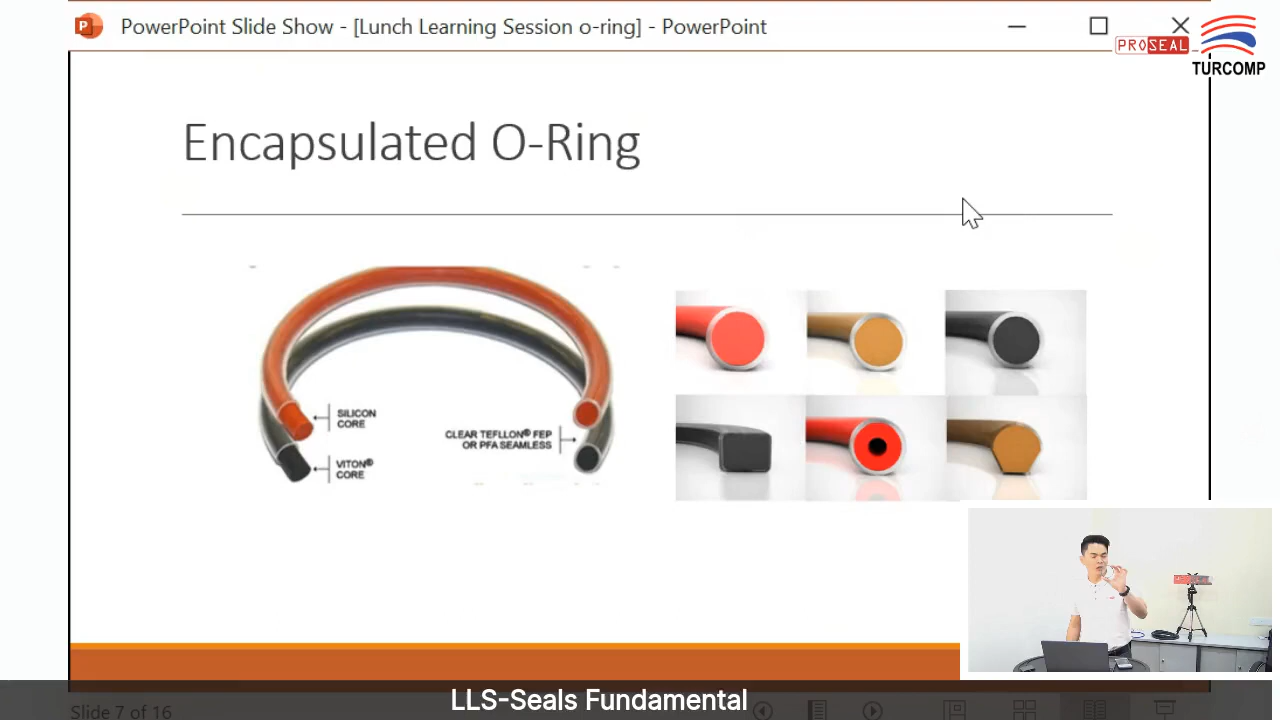 PowerPoint Slide Show - [Lunch Learning Session o-ring] - PowerPoint
PROSEAL
TURCOMP
Encapsulated O-Ring
SILICON
CORE
CLEAR TEFLLON® FEP
OR PFA SEAMLESS
VITON®
CORE
LLS-Seals Fundamental
Slide 7 of 16